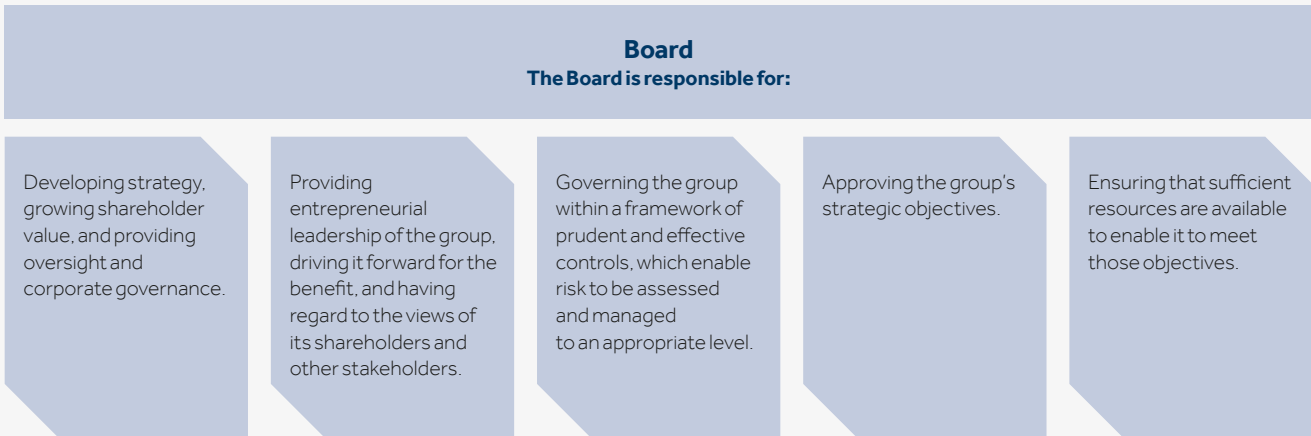 Board
The Board is responsible for:
Developing strategy,
growing shareholder
value, and providing
oversight and
corporate governance.
Providing
entrepreneurial
leadership of the group,
driving it forward for the
benefit, and having
regard to the views of
its shareholders and
other stakeholders.
Governing the group
within a framework of
prudent and effective
controls, which enable
risk to be assessed
and managed
to an appropriate level.
Approving the group's
strategic objectives.
Ensuring that sufficient
resources are available
to enable it to meet
those objectives.